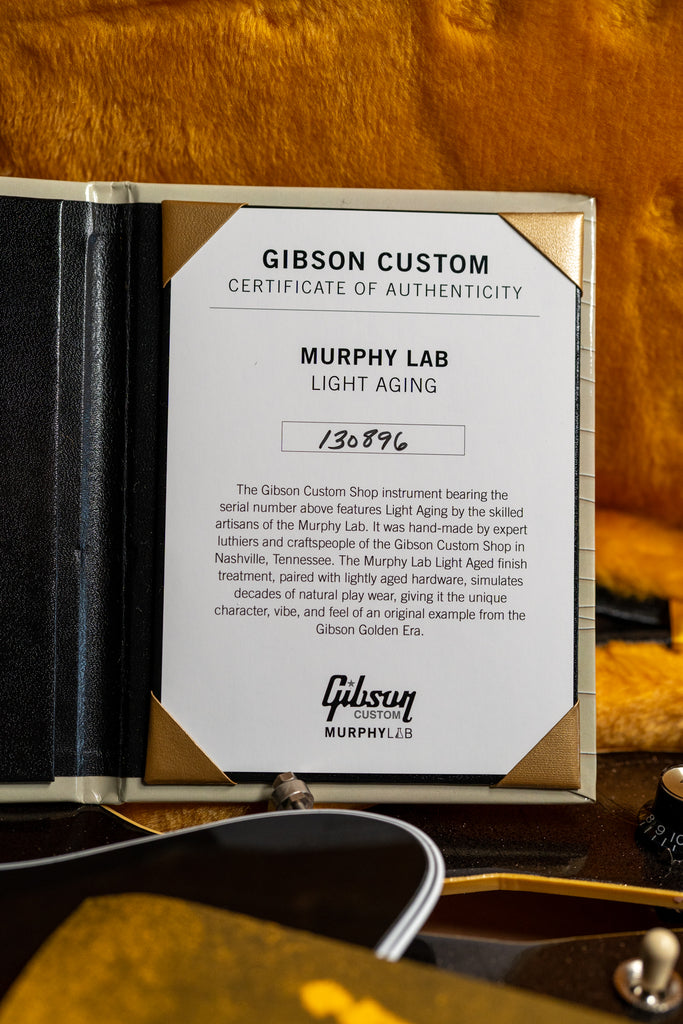 GIBSON CUSTOM
CERTIFICATE OF AUTHENTICITY
MURPHY LAB
LIGHT AGING
130896
The Gibson Custom Shop instrument bearing the
serial number above features Light Aging by the skilled
artisans of the Murphy Lab. It was hand-made by expert
luthiers and craftspeople of the Gibson Custom Shop in
Nashville, Tennessee. The Murphy Lab Light Aged finish
treatment, paired with lightly aged hardware, simulates
decades of natural play wear, giving it the unique
character, vibe, and feel of an original example from the
Gibson Golden Era.
Gibson
CUSTOM
MURPHYLAB
8 9 10